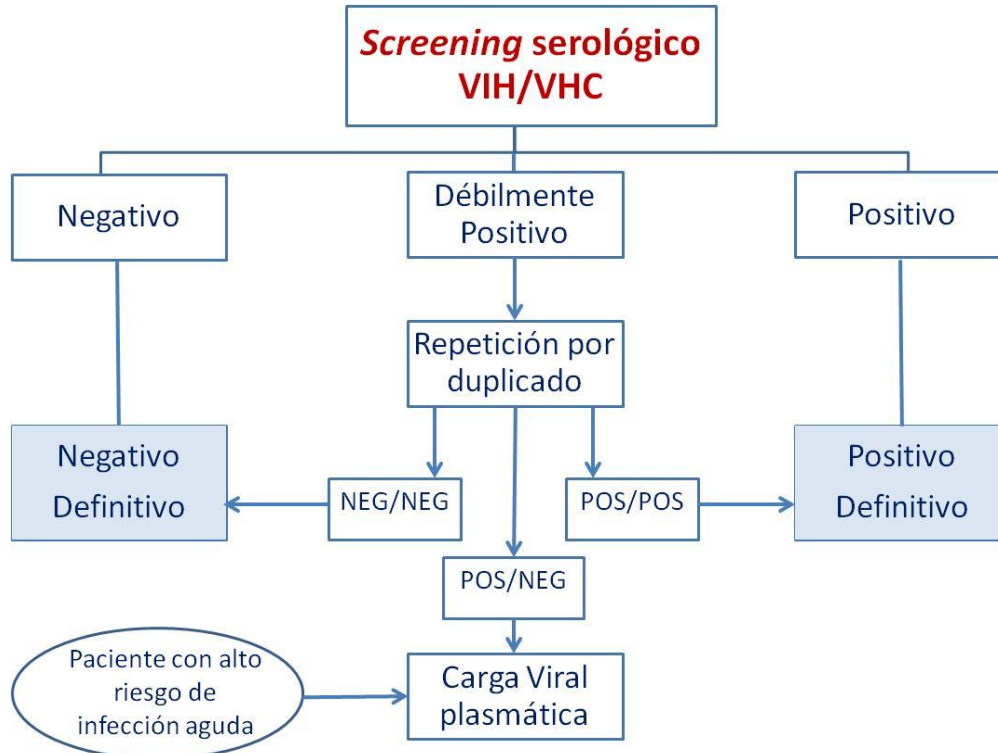 Screening serológico
VIH/VHC
Negativo
Débilmente
Positivo
Positivo
Repetición por
duplicado
Negativo
Definitivo
NEG/NEG
POS/POS
Positivo
Definitivo
POS/NEG
Paciente con alto
riesgo de
infección aguda
Carga Viral
plasmática